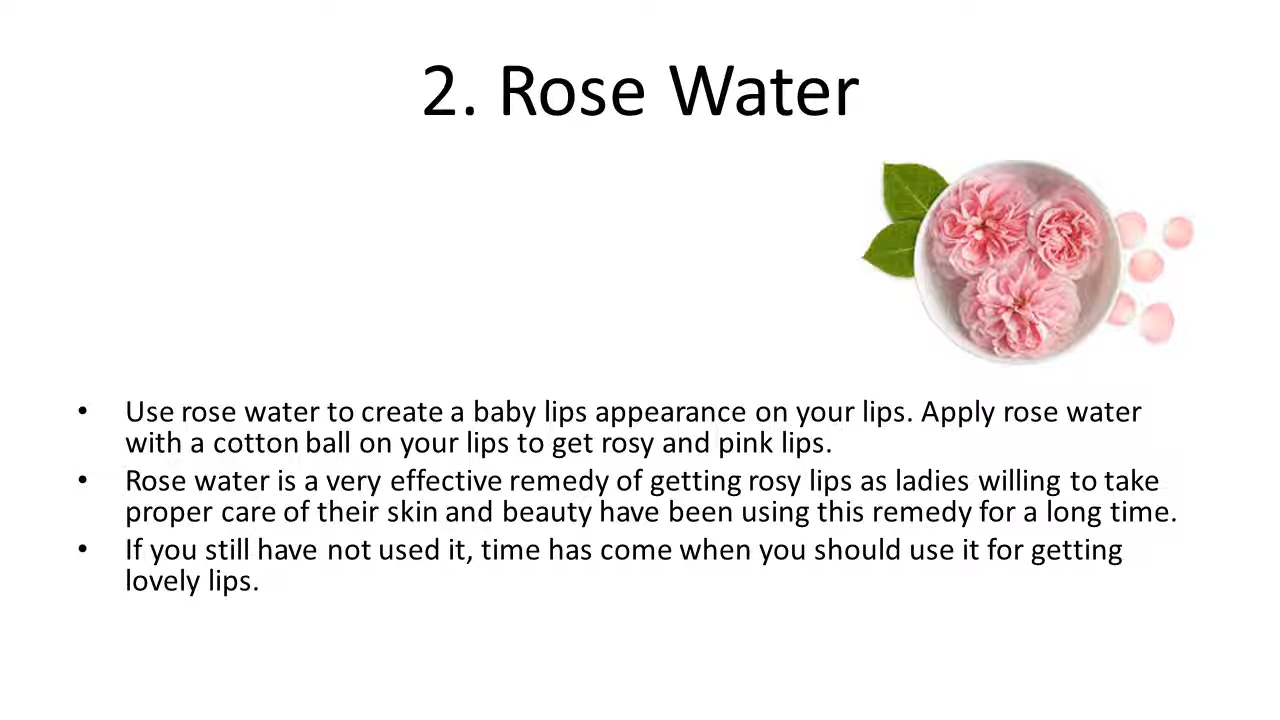 2. Rose Water
• Use rose water to create a baby lips appearance on your lips. Apply rose water
with a cotton ball on your lips to get rosy and pink lips.
• Rose water is a very effective remedy of getting rosy lips as ladies willing to take
proper care of their skin and beauty have been using this remedy for a long time.
• If you still have not used it, time has come when you should use it for getting
lovely lips.